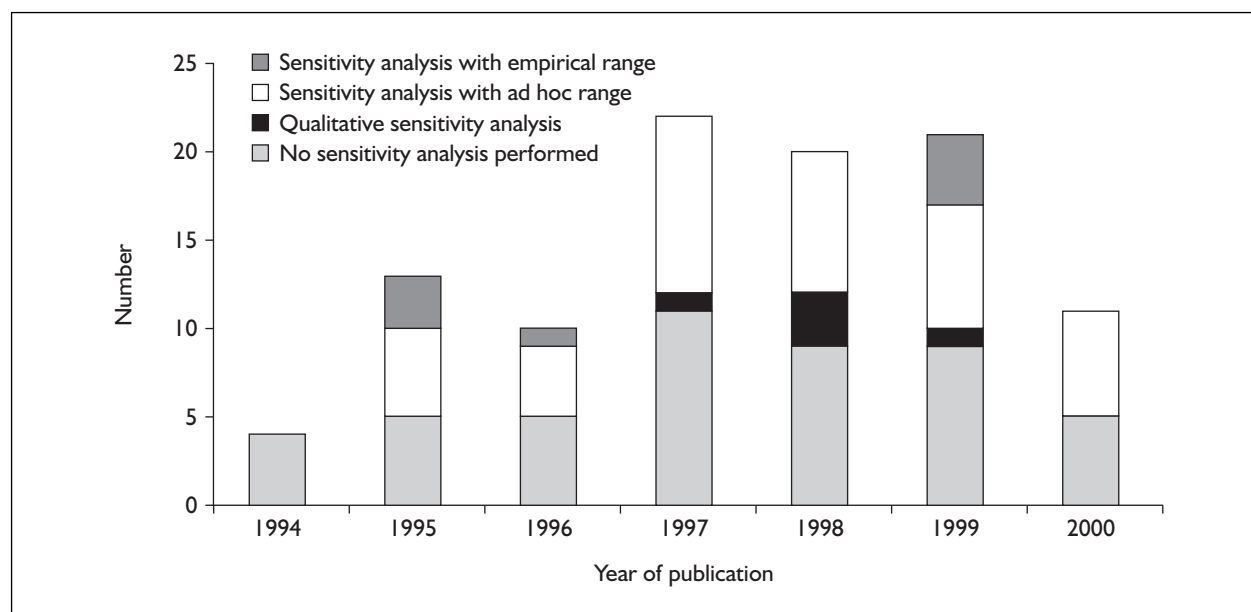 25
20
15
10
5
0
Number
Sensitivity analysis with empirical range
Sensitivity analysis with ad hoc range
Qualitative sensitivity analysis
No sensitivity analysis performed
1994 1995 1996 1997 1998 1999 2000
Year of publication